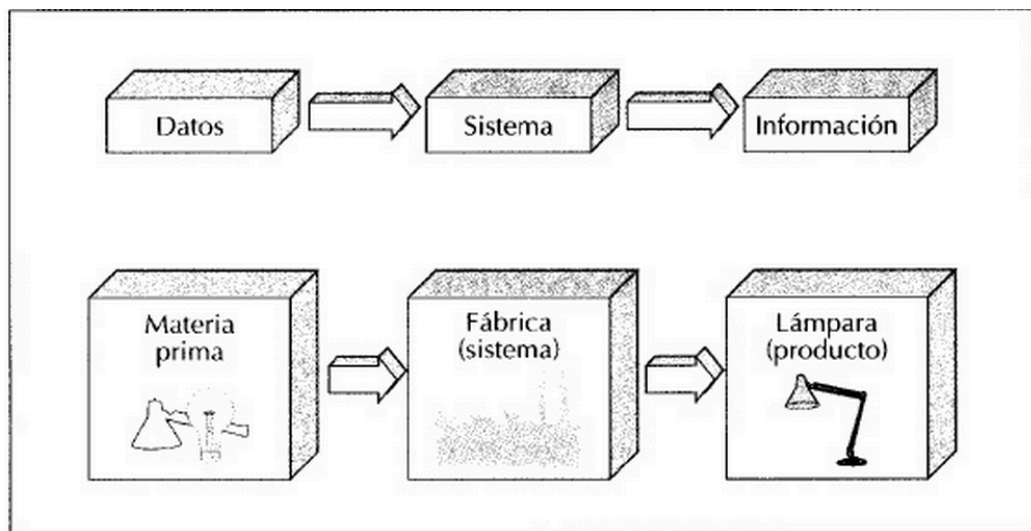 Datos
Sistema
Información
Materia
prima
Fábrica
(sistema)
Lámpara
(producto)